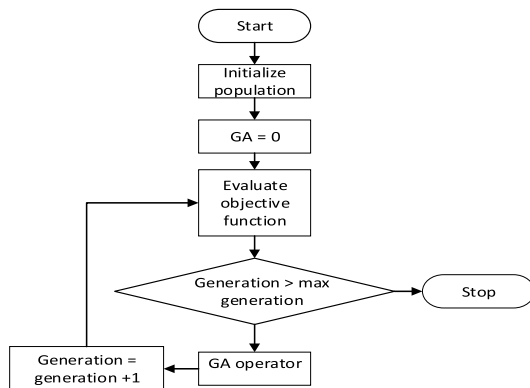 Start
Initialize
population
GA = 0
Evaluate
objective
function
Generation > max
generation
Stop
GA operator
Generation =
generation +1